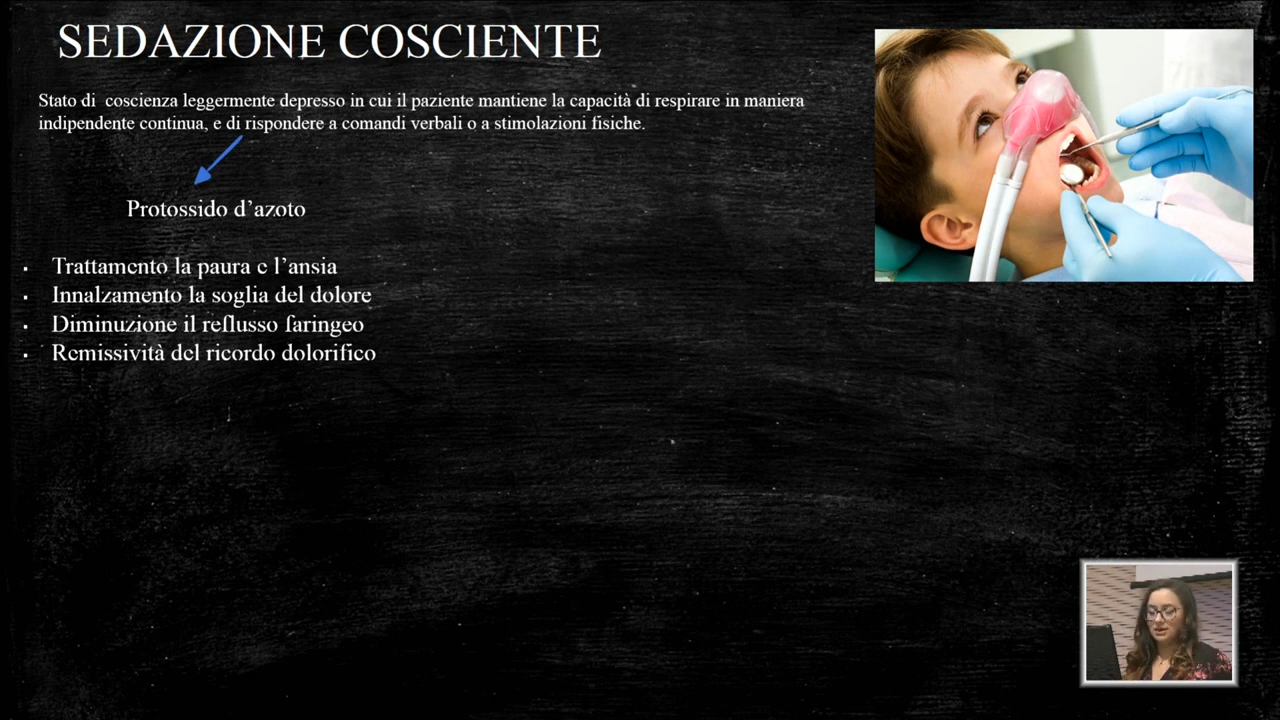 SEDAZIONE COSCIENTE
Stato di coscienza leggermente depresso in cui il paziente mantiene la capacità di respirare in maniera
indipendente continua, e di rispondere a comandi verbali o a stimolazioni fisiche.
Protossido d’azoto
▪ Trattamento la paura e l’ansia
▪ Innalzamento la soglia del dolore
▪ Diminuzione il reflusso faringeo
▪ Remissività del ricordo dolorifico